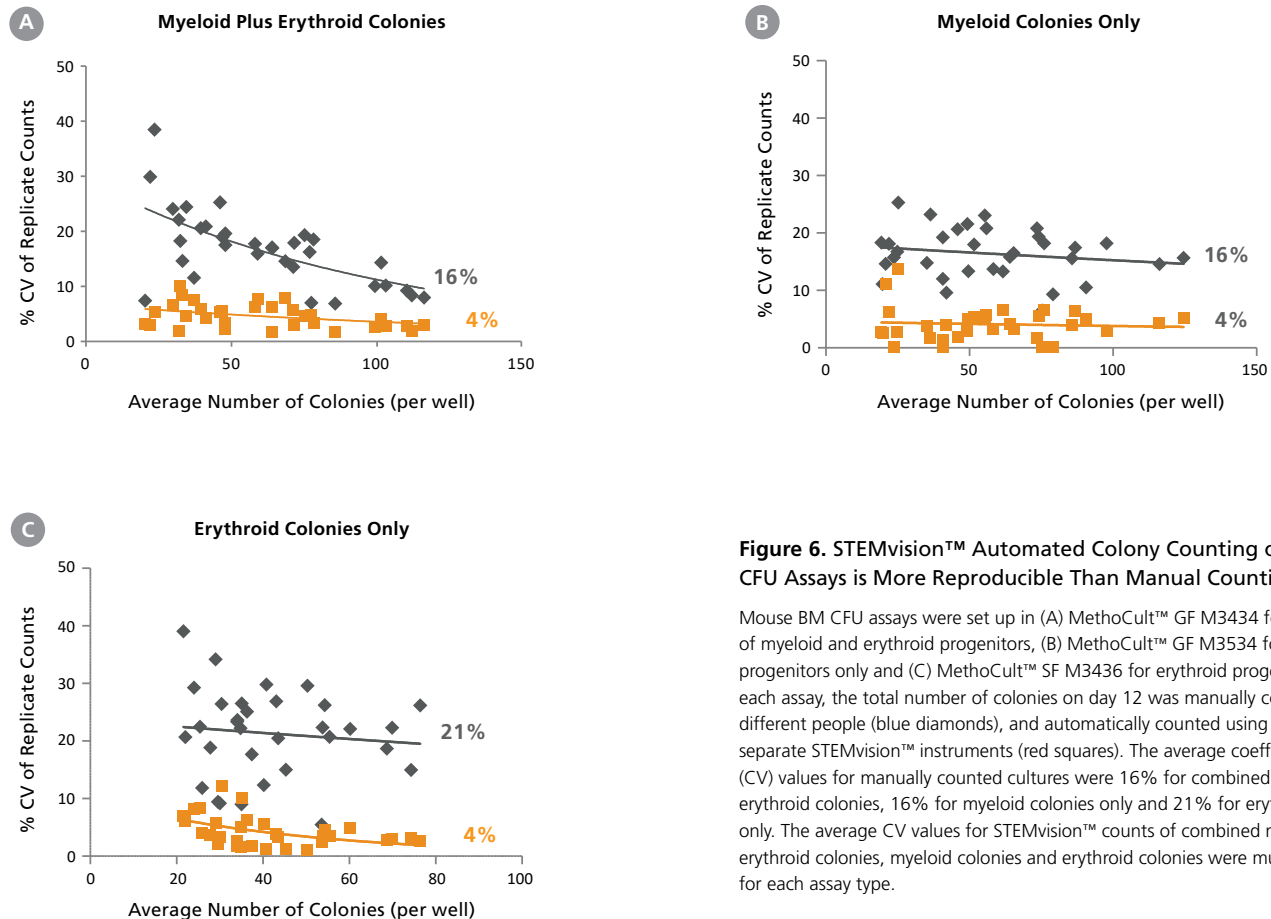 A
Myeloid Plus Erythroid Colonies
% CV of Replicate Counts
50
40
30
20
10
0
16%
4%
0 50 100 150
Average Number of Colonies (per well)
B
Myeloid Colonies Only
% CV of Replicate Counts
50
40
30
20
10
0
16%
4%
0 50 100 150
Average Number of Colonies (per well)
C
Erythroid Colonies Only
% CV of Replicate Counts
50
40
30
20
10
0
21%
4%
0 20 40 60 80 100
Average Number of Colonies (per well)
Figure 6. STEMvision™ Automated Colony Counting
CFU Assays is More Reproducible Than Manual
Mouse BM CFU assays were set up in (A) MethoCult™ GF M3434
of myeloid and erythroid progenitors, (B) MethoCult™ GF M3534
progenitors only and (C) MethoCult™ SF M3436 for erythroid
each assay, the total number of colonies on day 12 was manually
different people (blue diamonds), and automatically counted using
separate STEMvision™ instruments (red squares). The average
(CV) values for manually counted cultures were 16% for combined
erythroid colonies, 16% for myeloid colonies only and 21% for
only. The average CV values for STEMvision™ counts of combined
erythroid colonies, myeloid colonies and erythroid colonies were
for each assay type.